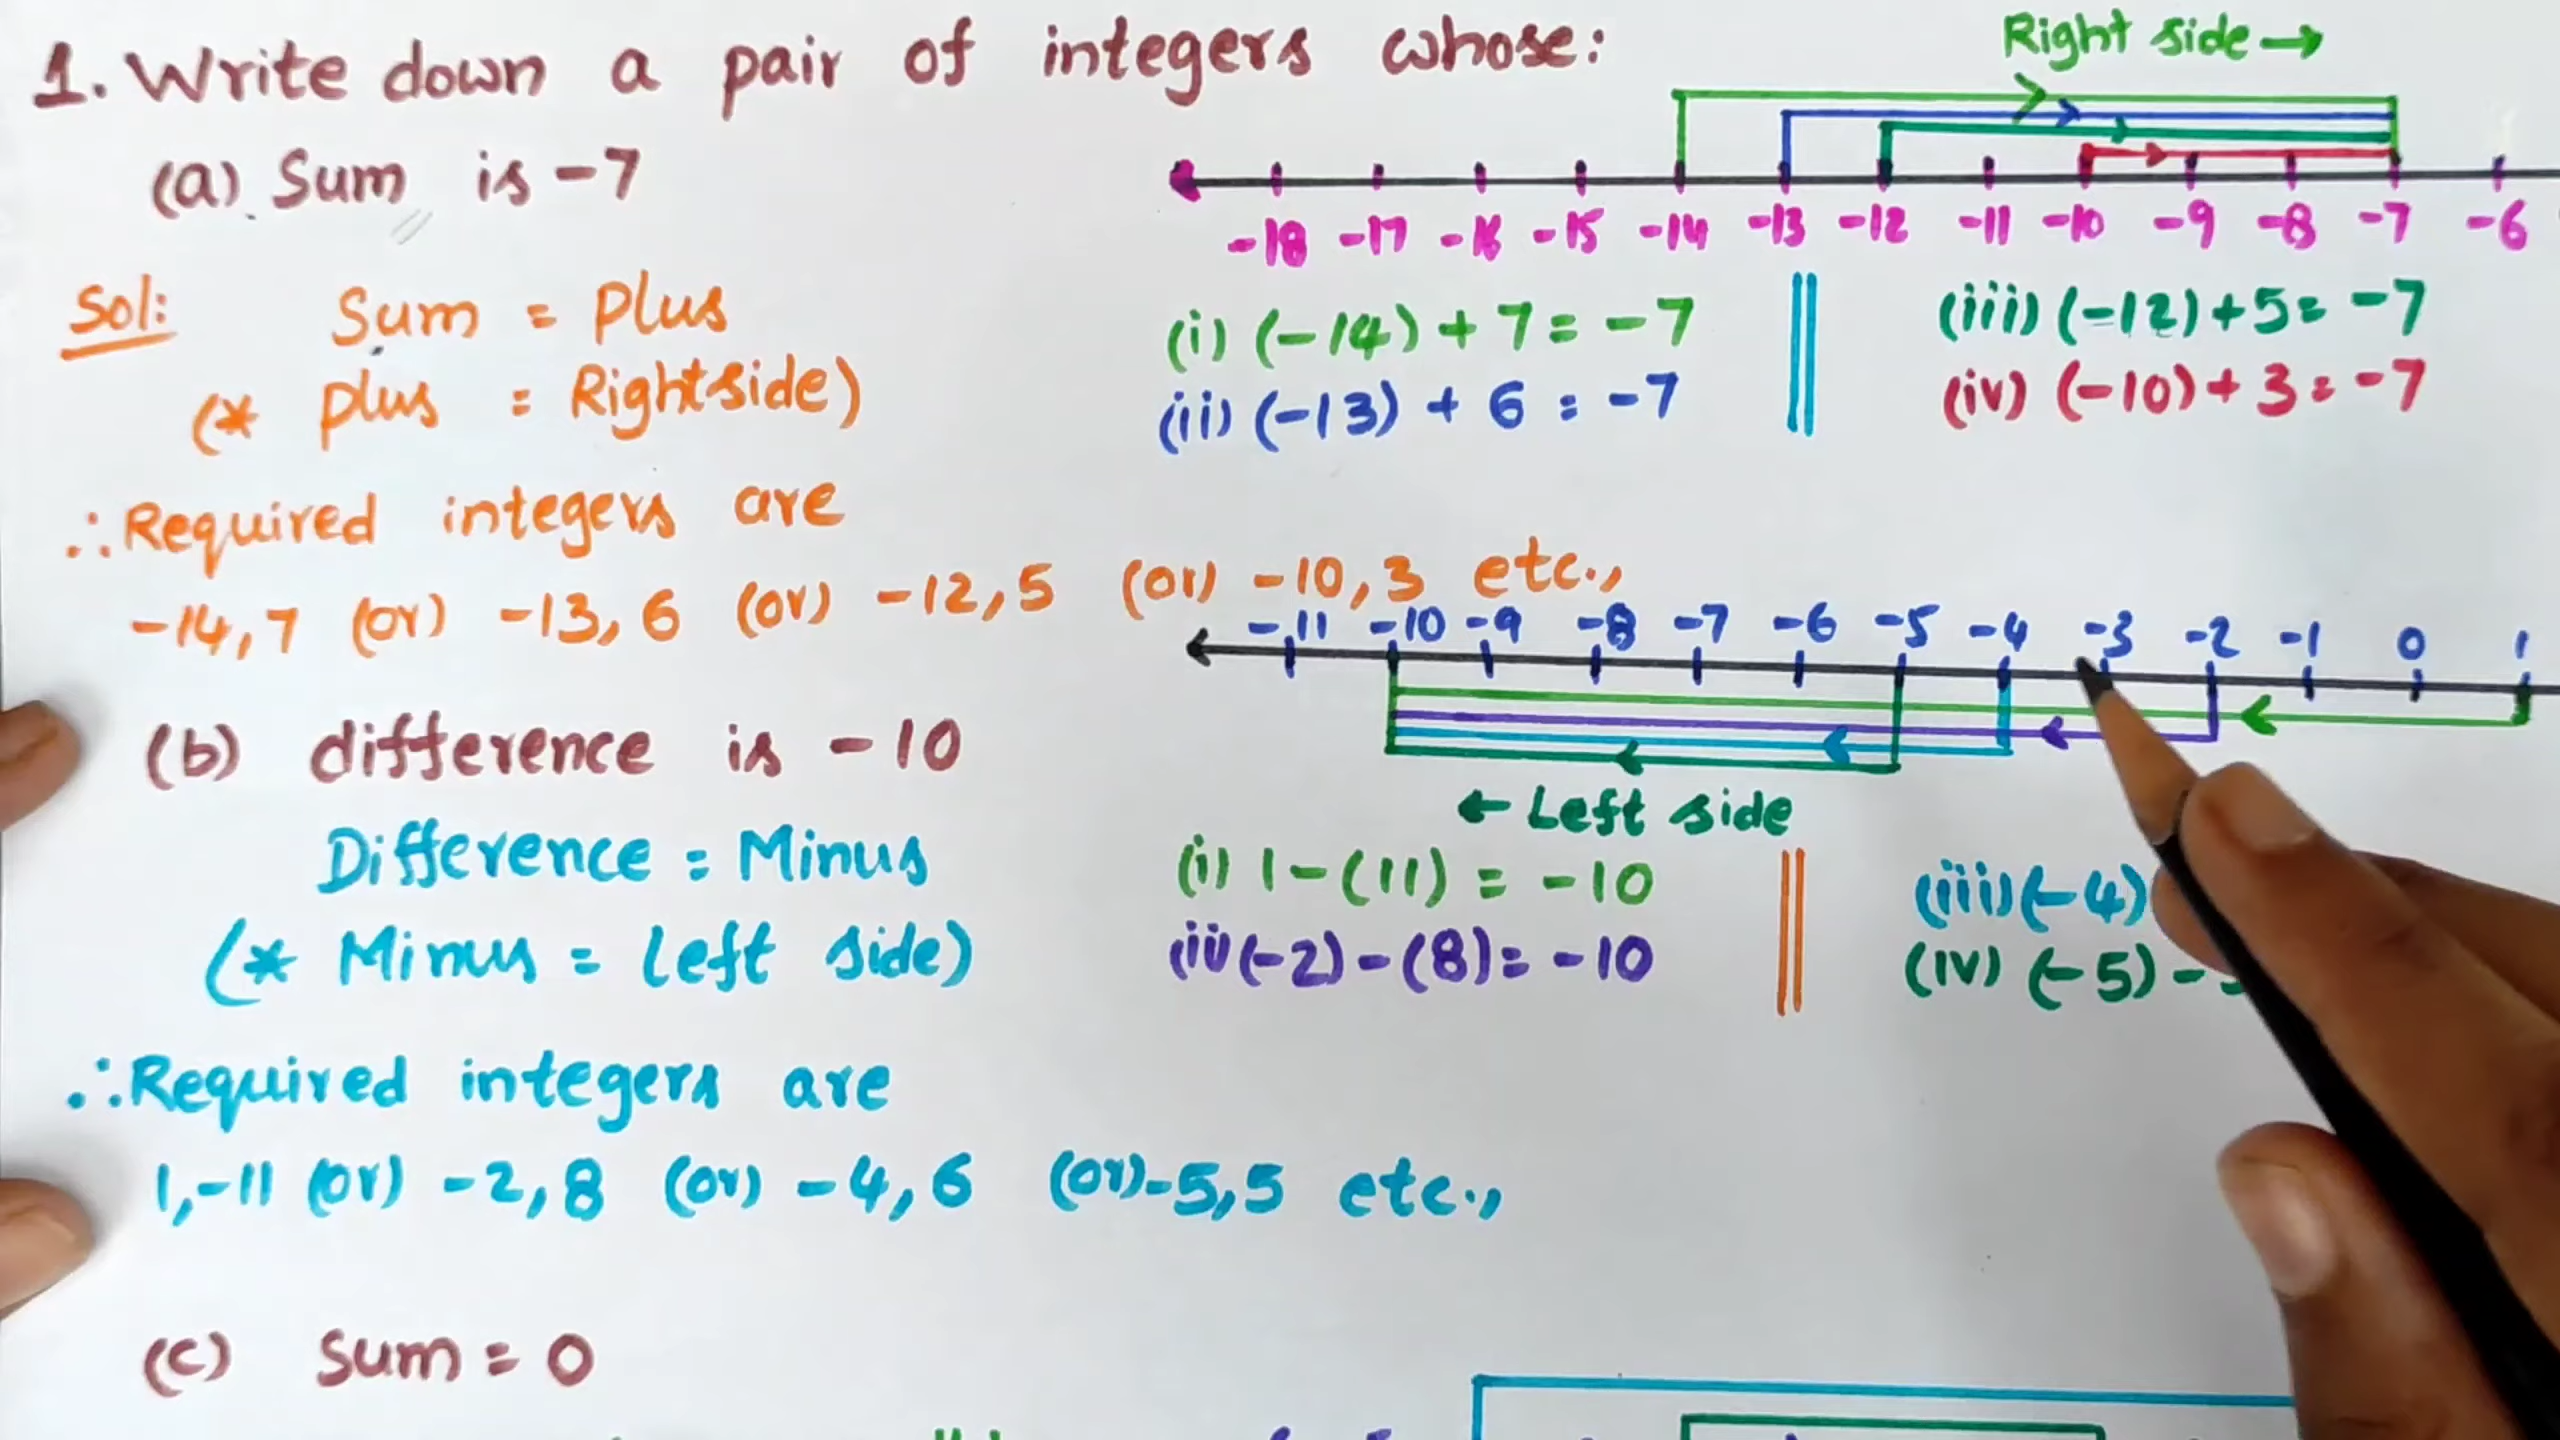 1. Write down a pair of integers whose:
(a). Sum is -7
Right side →
-18 -17 -16 -15 -14 -13 -12 -11 -10 -9 -8 -7 -6
Sol: Sum = Plus
(* plus = Rightside)
(i) (-14) + 7 = -7
(ii) (-13) + 6 = -7
(iii) (-12)+5= -7
(iv) (-10)+3= -7
∴ Required integers are
-14,7 (or) -13,6 (or) -12,5 (or) -10,3 etc.,
-11 -10 -9 -8 -7 -6 -5 -4 -3 -2 -1 0 1
← Left side
(b) difference is -10
Difference = Minus
(* Minus = left side)
(i) 1-(11) = -10
(ii) (-2)-(8)= -10
(iii) (-4)
(iv) (-5) -
∴ Required integers are
1,-11 (or) -2,8 (or) -4,6 (or) -5,5 etc.,
(c) Sum = 0